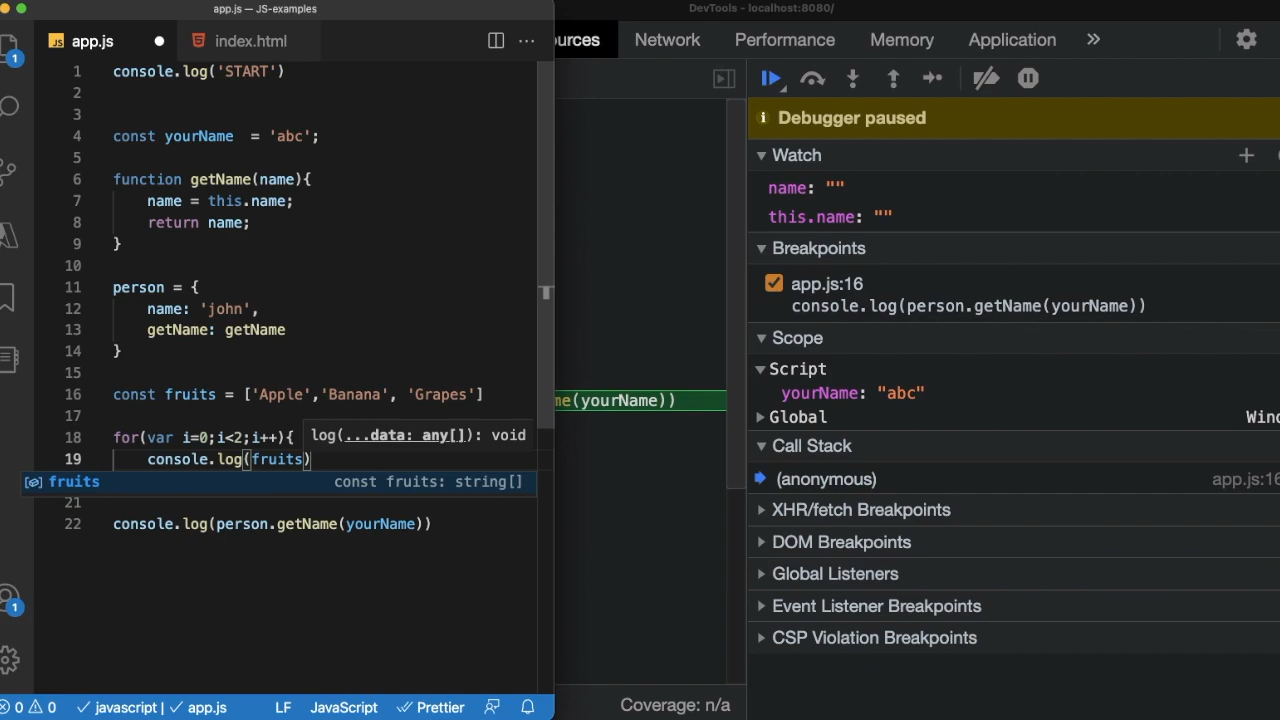 app.js — JS-examples
JS app.js
index.html
1 console.log('START')
2
3
4 const yourName = 'abc';
5
6 function getName(name){
7 name = this.name;
8 return name;
9 }
10
11 person = {
12 name: 'john',
13 getName: getName
14 }
15
16 const fruits = ['Apple','Banana', 'Grapes']
17
18 for(var i=0;i<2;i++){
log(...data: any[]): void
19 console.log(fruits)
fruits const fruits: string[]
21
22 console.log(person.getName(yourName))
1
1
0 0 javascript | app.js LF JavaScript Prettier
DevTools - localhost:8080/
ources Network Performance Memory Application
me(yourName))
Coverage: n/a
Debugger paused
Watch
name: ""
this.name: ""
Breakpoints
app.js:16
console.log(person.getName(yourName))
Scope
Script
yourName: "abc"
Global Wind
Call Stack
(anonymous) app.js:16
XHR/fetch Breakpoints
DOM Breakpoints
Global Listeners
Event Listener Breakpoints
CSP Violation Breakpoints